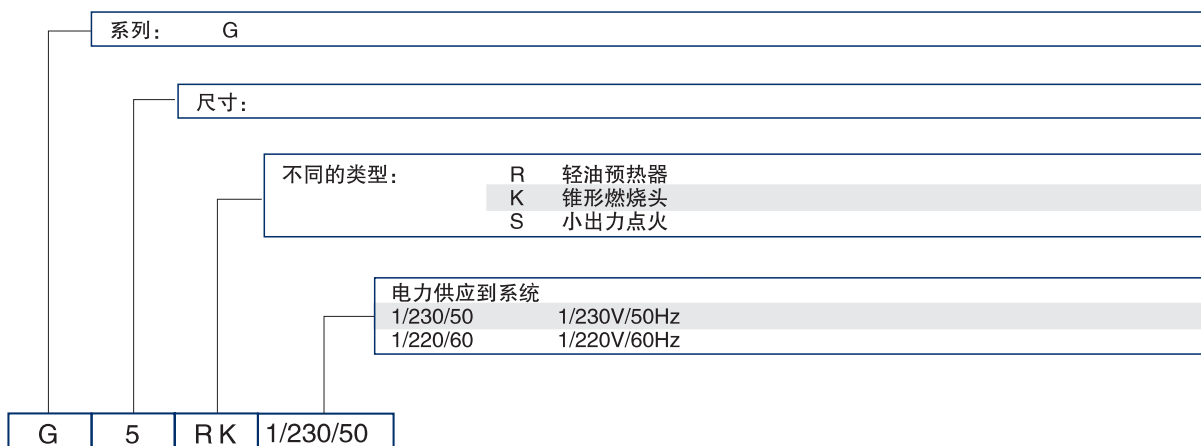 系列: G
尺寸:
不同的类型: R 轻油预热器
K 锥形燃烧头
S 小出力点火
电力供应到系统
1/230/50 1/230V/50Hz
1/220/60 1/220V/60Hz
G 5 R K 1/230/50